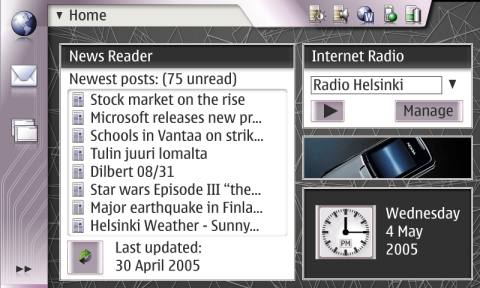 Home
News Reader
Newest posts: (75 unread)
Stock market on the rise
Microsoft releases new pr...
Schools in Vantaa on strik...
Tulin juuri lomalta
Dilbert 08/31
Star wars Episode III “the...
Major earthquake in Finla...
Helsinki Weather - Sunny...
Last updated:
30 April 2005
Internet Radio
Radio Helsinki
Manage
NOKIA
PM
Wednesday
4 May
2005